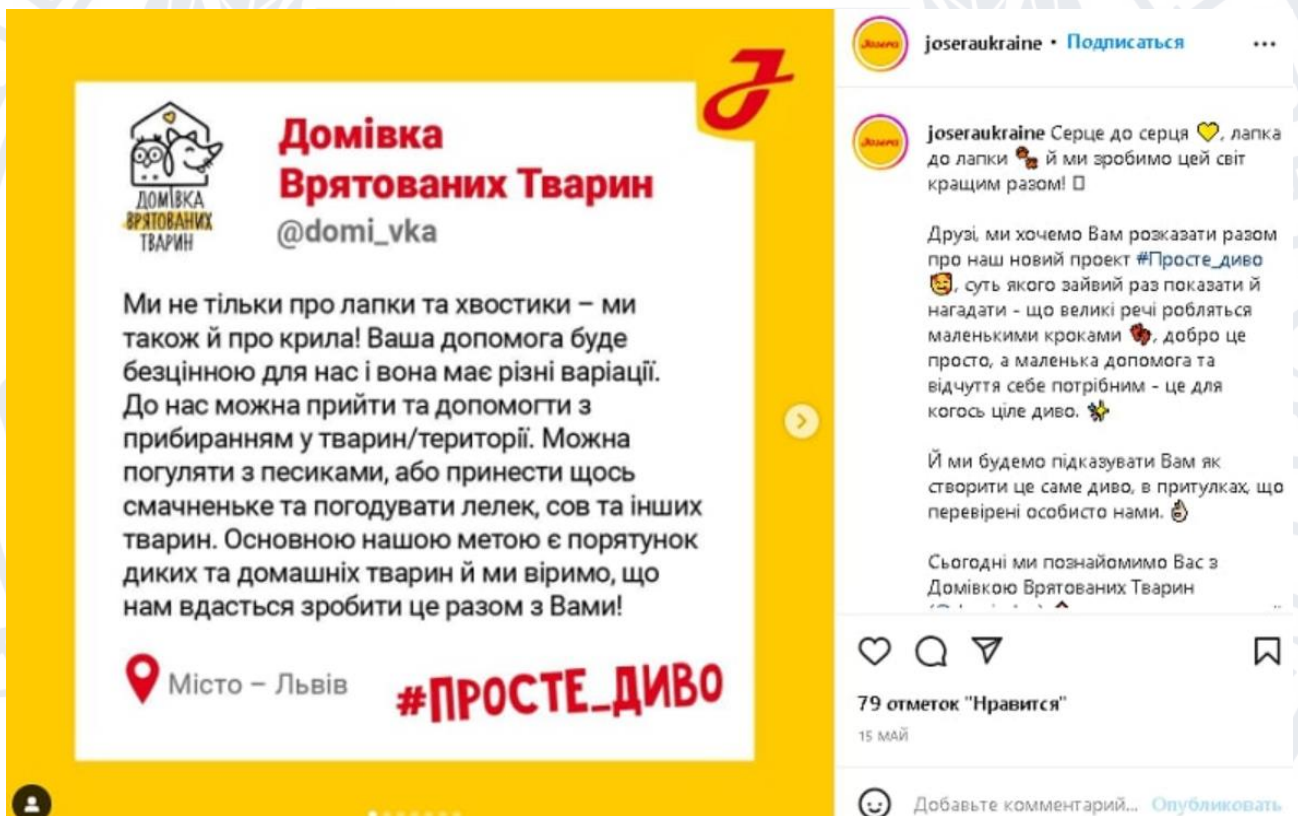 J
ДОМІВКА
ВРЯТОВАНИХ
ТВАРИН
Домівка
Врятованих Тварин
@domi_vka
Ми не тільки про лапки та хвостики – ми
також й про крила! Ваша допомога буде
безцінною для нас і вона має різні варіації.
До нас можна прийти та допомогти з
прибиранням у тварин/території. Можна
погуляти з песиками, або принести щось
смачненьке та погодувати лелек, сов та інших
тварин. Основною нашою метою є порятунок
диких та домашніх тварин й ми віримо, що
нам вдасться зробити це разом з Вами!
Місто – Львів
#ПРОСТЕ_ДИВО
Josera
joseraukraine • Подписаться
Josera
joseraukraine Серце до серця 💛, лапка
до лапки 🐾 й ми зробимо цей світ
кращим разом!
Друзі, ми хочемо Вам розказати разом
про наш новий проект #Просте_диво
🥰, суть якого зайвий раз показати й
нагадати - що великі речі робляться
маленькими кроками 👣, добро це
просто, а маленька допомога та
відчуття себе потрібним - це для
когось ціле диво. ✨
Й ми будемо підказувати Вам як
створити це саме диво, в притулках, що
перевірені особисто нами. 👌
Сьогодні ми познайомимо Вас з
Домівкою Врятованих Тварин
79 отметок "Нравится"
15 МАЙ
Добавьте комментарий... Опубликовать